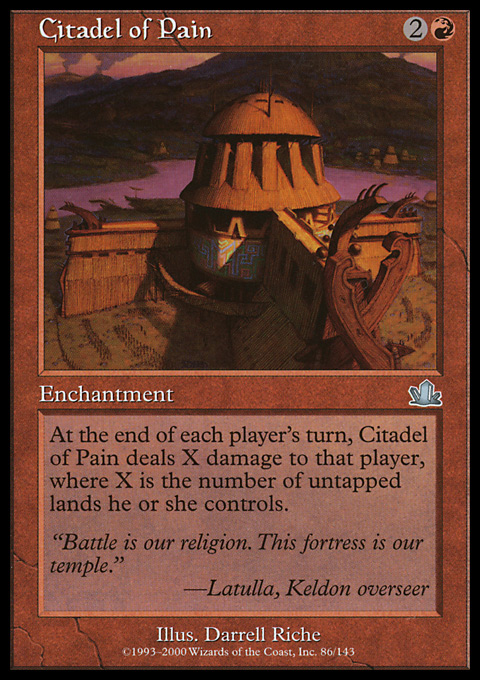 Citadel of Pain 2
Enchantment
At the end of each player's turn, Citadel
of Pain deals X damage to that player,
where X is the number of untapped
lands he or she controls.
“Battle is our religion. This fortress is our
temple.”
—Latulla, Keldon overseer
Illus. Darrell Riche
©1993–2000 Wizards of the Coast, Inc. 86/143